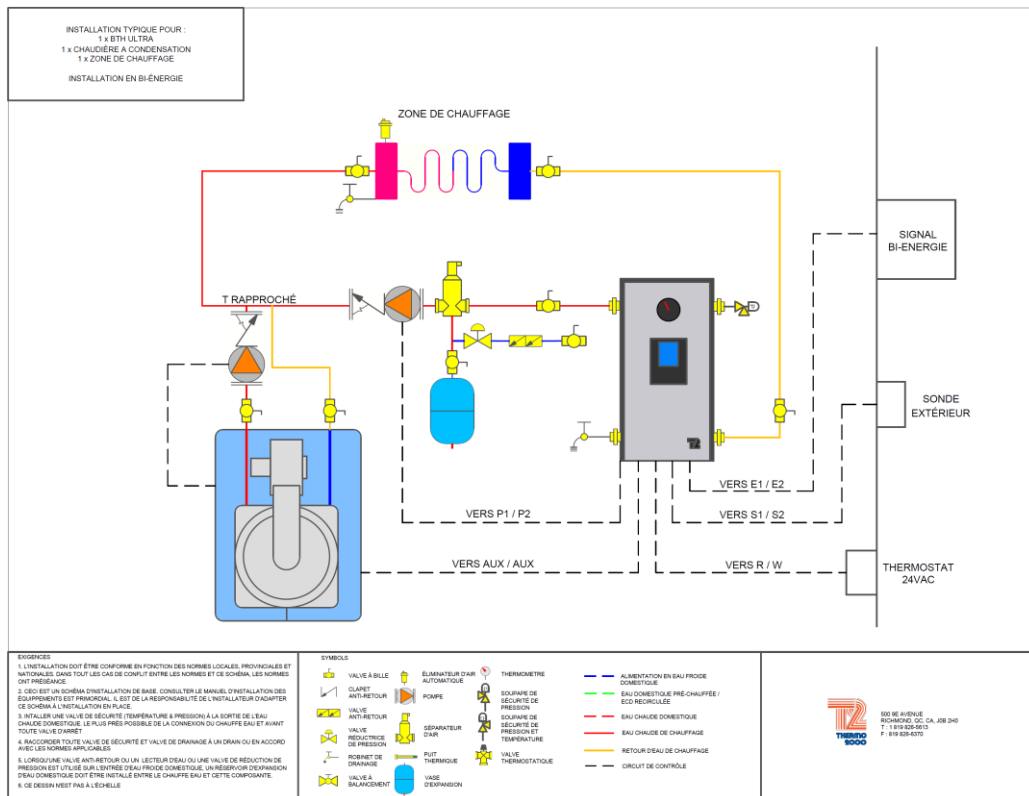 INSTALLATION TYPIQUE POUR :
1 x BTH ULTRA
1 x CHAUDIÈRE A CONDENSATION
1 x ZONE DE CHAUFFAGE
INSTALLATION EN BI-ÉNERGIE
ZONE DE CHAUFFAGE
SIGNAL
BI-ENERGIE
T RAPPROCHÉ
SONDE
EXTÉRIEUR
VERS E1 / E2
VERS P1 / P2
VERS S1 / S2
VERS AUX / AUX
VERS R / W
THERMOSTAT
24VAC
EXIGENCES
1. L'INSTALLATION DOIT ÊTRE CONFORME EN FONCTION DES NORMES LOCALES, PROVINCIALES ET
NATIONALES. DANS TOUT LES CAS DE CONFLIT ENTRE LES NORMES ET CE SCHÉMA, LES NORMES
ONT PRÉSÉANCE.
2. CECI EST UN SCHÉMA D'INSTALLATION DE BASE. CONSULTER LE MANUEL D'INSTALLATION DES
ÉQUIPPEMENTS EST PRIMORDIAL. IL EST DE LA RESPONSABILITÉ DE L'INSTALLATEUR D'ADAPTER
CE SCHÉMA À L'INSTALLATION EN PLACE.
3. INTALLER UNE VALVE DE SÉCURITÉ (TEMPÉRATURE & PRESSION) À LA SORTIE DE L'EAU
CHAUDE DOMESTIQUE. LE PLUS PRÈS POSSIBLE DE LA CONNEXION DU CHAUFFE EAU ET AVANT
TOUTE VALVE D'ARRÊT
4. RACCORDER TOUTE VALVE DE SÉCURITÉ ET VALVE DE DRAINAGE À UN DRAIN OU EN ACCORD
AVEC LES NORMES APPLICABLES
5. LORSQU'UNE VALVE ANTI-RETOUR OU UN LECTEUR D'EAU OU UNE VALVE DE RÉDUCTION DE
PRESSION EST UTILISÉ SUR L'ENTRÉE D'EAU FROIDE DOMESTIQUE, UN RÉSERVOIR D'EXPANSION
D'EAU DOMESTIQUE DOIT ÊTRE INSTALLÉ ENTRE LE CHAUFFE EAU ET CETTE COMPOSANTE.
6. CE DESSIN N'EST PAS À L'ÉCHELLE
SYMBOLS
VALVE À BILLE
CLAPET
ANTI-RETOUR
VALVE
ANTI-RETOUR
VALVE
RÉDUCTRICE
DE PRESSION
ROBINET DE
DRAINAGE
VALVE À
BALANCEMENT
ÉLIMINATEUR D'AIR
AUTOMATIQUE
POMPE
SÉPARATEUR
D'AIR
PUIT
THERMIQUE
VASE
D'EXPANSION
THERMOMETRE
SOUPAPE DE
SÉCURITÉ DE
PRESSION
SOUPAPE DE
SÉCURITÉ DE
PRESSION ET
TEMPÉRATURE
VALVE
THERMOSTATIQUE
ALIMENTATION EN EAU FROIDE
DOMESTIQUE
EAU DOMESTIQUE PRÉ-CHAUFFÉE /
ECD RECIRCULÉE
EAU CHAUDE DOMESTIQUE
EAU CHAUDE DE CHAUFFAGE
RETOUR D'EAU DE CHAUFFAGE
CIRCUIT DE CONTRÔLE
THERMO
2000
500 9E AVENUE
RICHMOND, QC, CA, J0B 2H0
T : 1 819 826-5613
F : 819 826-6370